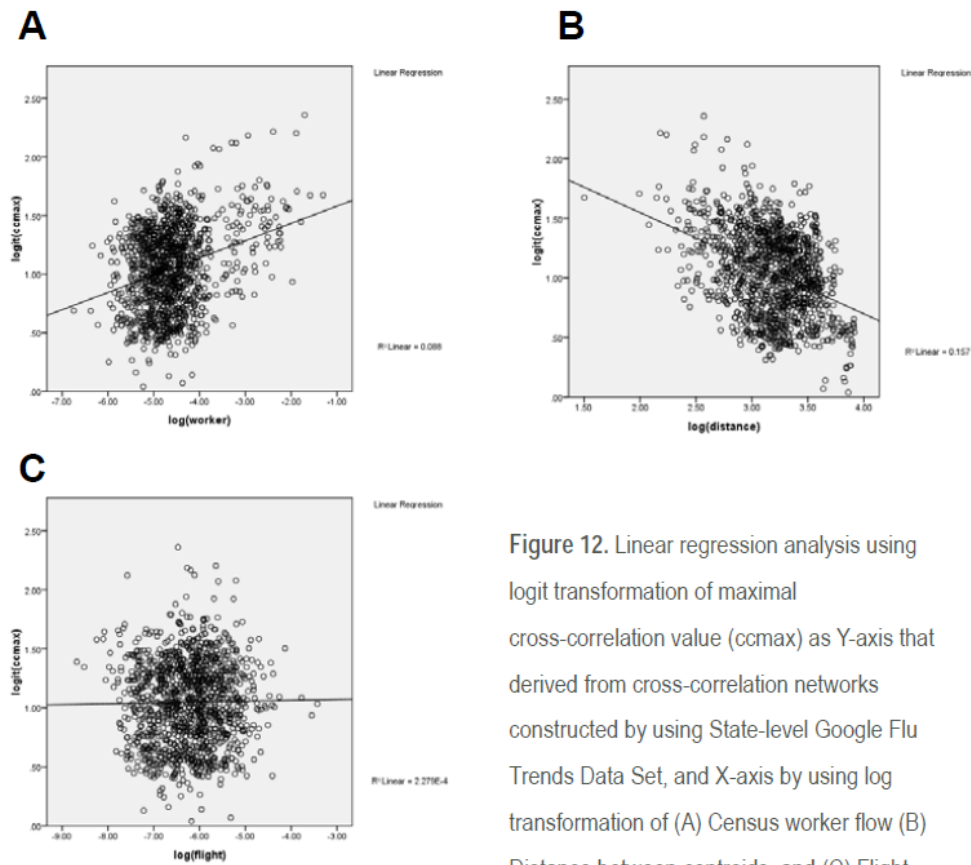 A
Linear Regression
2.50
2.00
1.50
1.00
.50
.00
logit(ccmax)
R² Linear = 0.088
-7.00 -6.00 -5.00 -4.00 -3.00 -2.00 -1.00
log(worker)
B
Linear Regression
2.50
2.00
1.50
1.00
.50
.00
logit(ccmax)
R² Linear = 0.157
1.50 2.00 2.50 3.00 3.50 4.00
log(distance)
C
Linear Regression
2.50
2.00
1.50
1.00
.50
.00
logit(ccmax)
R² Linear = 2.279E-4
-9.00 -8.00 -7.00 -6.00 -5.00 -4.00 -3.00
log(flight)
Figure 12. Linear regression analysis using
logit transformation of maximal
cross-correlation value (ccmax) as Y-axis that
derived from cross-correlation networks
constructed by using State-level Google Flu
Trends Data Set, and X-axis by using log
transformation of (A) Census worker flow (B)
Distance between centroids, and (C) Flight